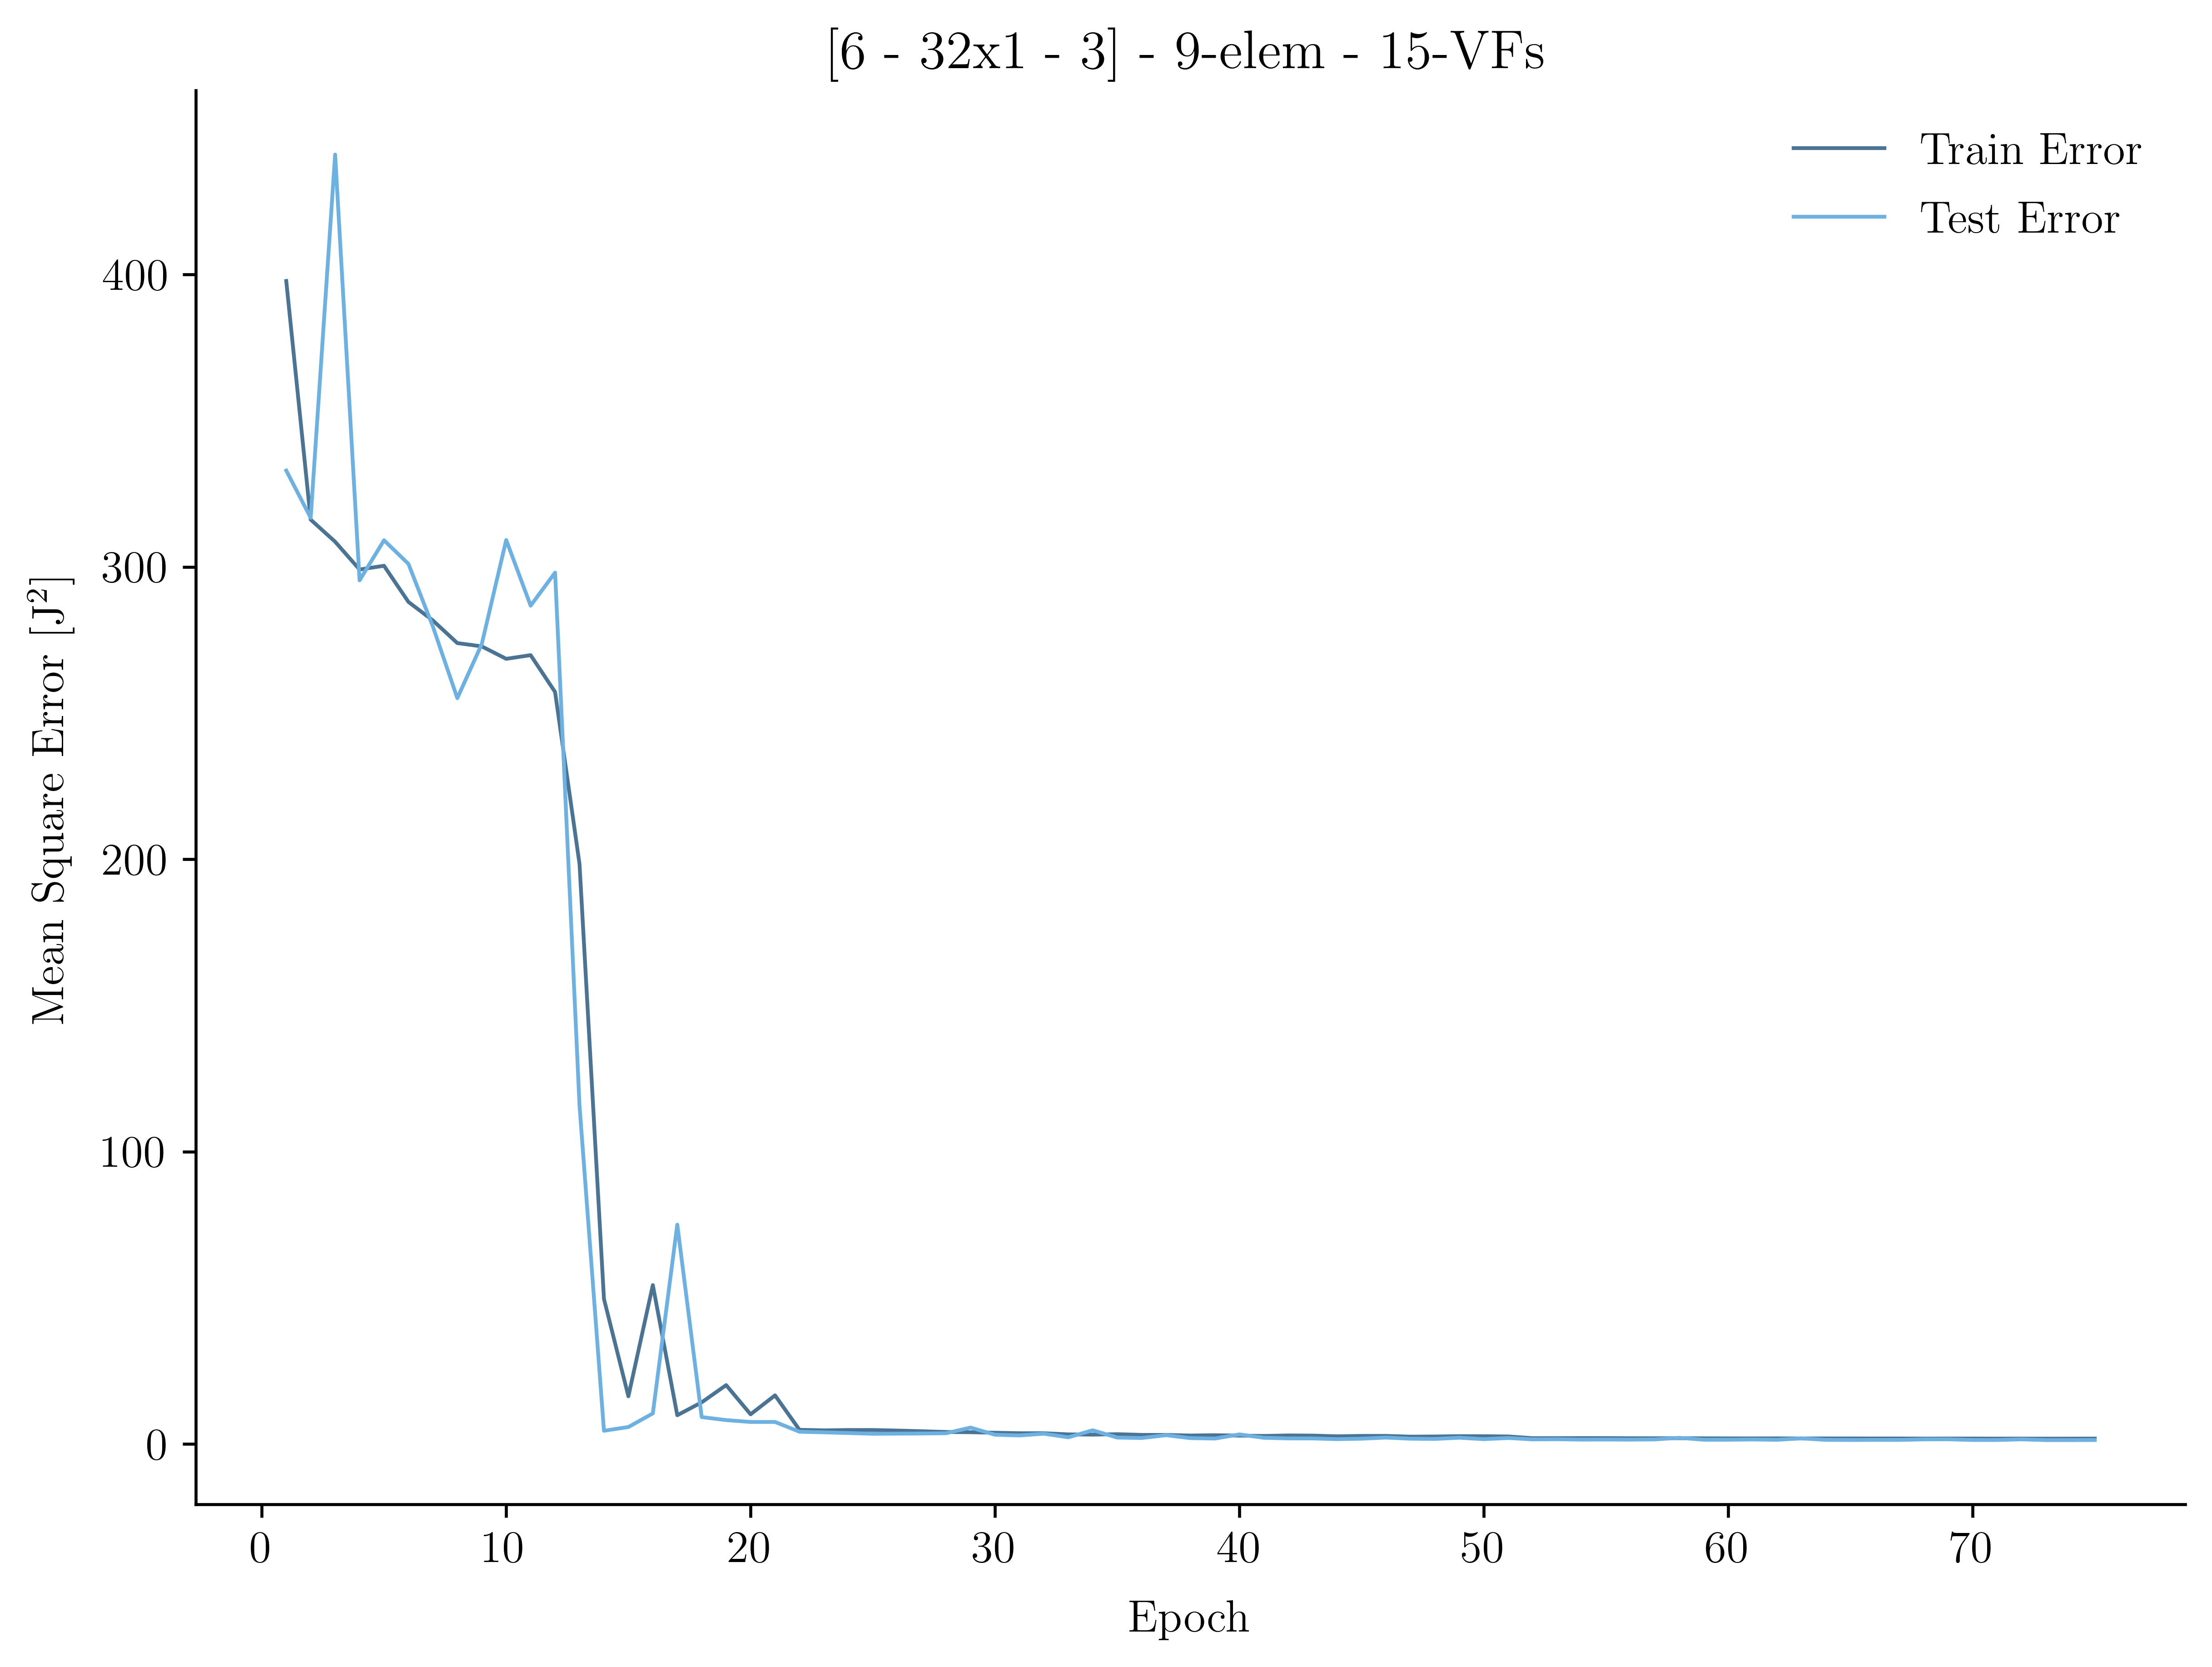 [6 - 32x1 - 3] - 9-elem - 15-VFs
Train Error
Test Error
Mean Square Error [J²]
400
300
200
100
0
0 10 20 30 40 50 60 70
Epoch